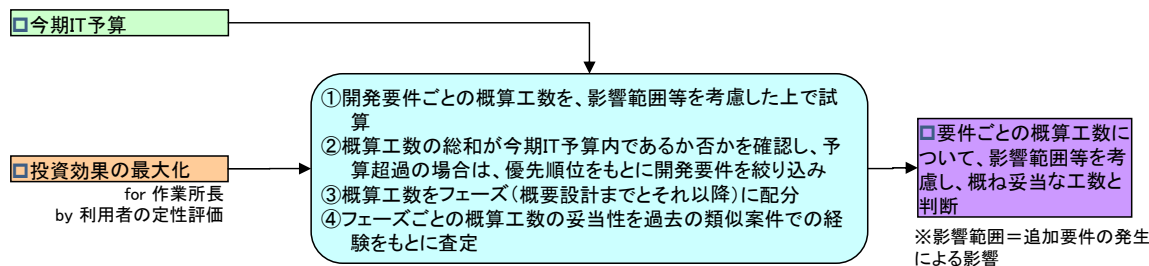 今期IT予算
①開発要件ごとの概算工数を、影響範囲等を考慮した上で試
算
②概算工数の総和が今期IT予算内であるか否かを確認し、予
算超過の場合は、優先順位をもとに開発要件を絞り込み
③概算工数をフェーズ(概要設計までとそれ以降)に配分
④フェーズごとの概算工数の妥当性を過去の類似案件での経
験をもとに査定
投資効果の最大化
for 作業所長
by 利用者の定性評価
要件ごとの概算工数に
ついて、影響範囲等を考
慮し、概ね妥当な工数と
判断
※影響範囲=追加要件の発生
による影響